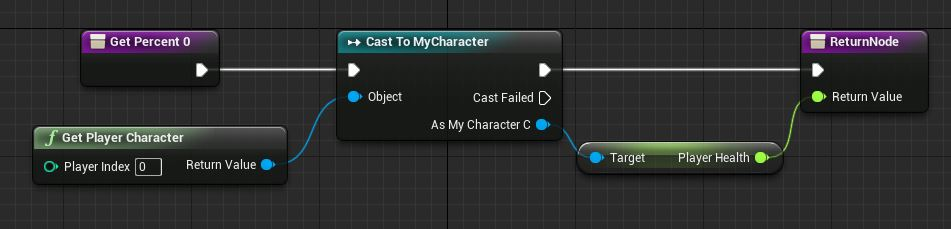 Get Percent 0
Cast To MyCharacter
ReturnNode
Object
Cast Failed
Return Value
As My Character C
f Get Player Character
Player Index 0 Return Value
Target Player Health